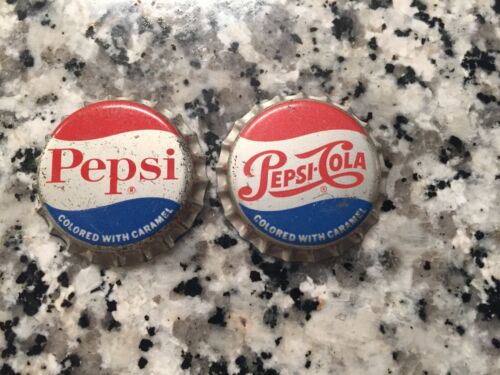 Pepsi
®
COLORED WITH CARAMEL
PEPSI-COLA
®
COLORED WITH CARAMEL